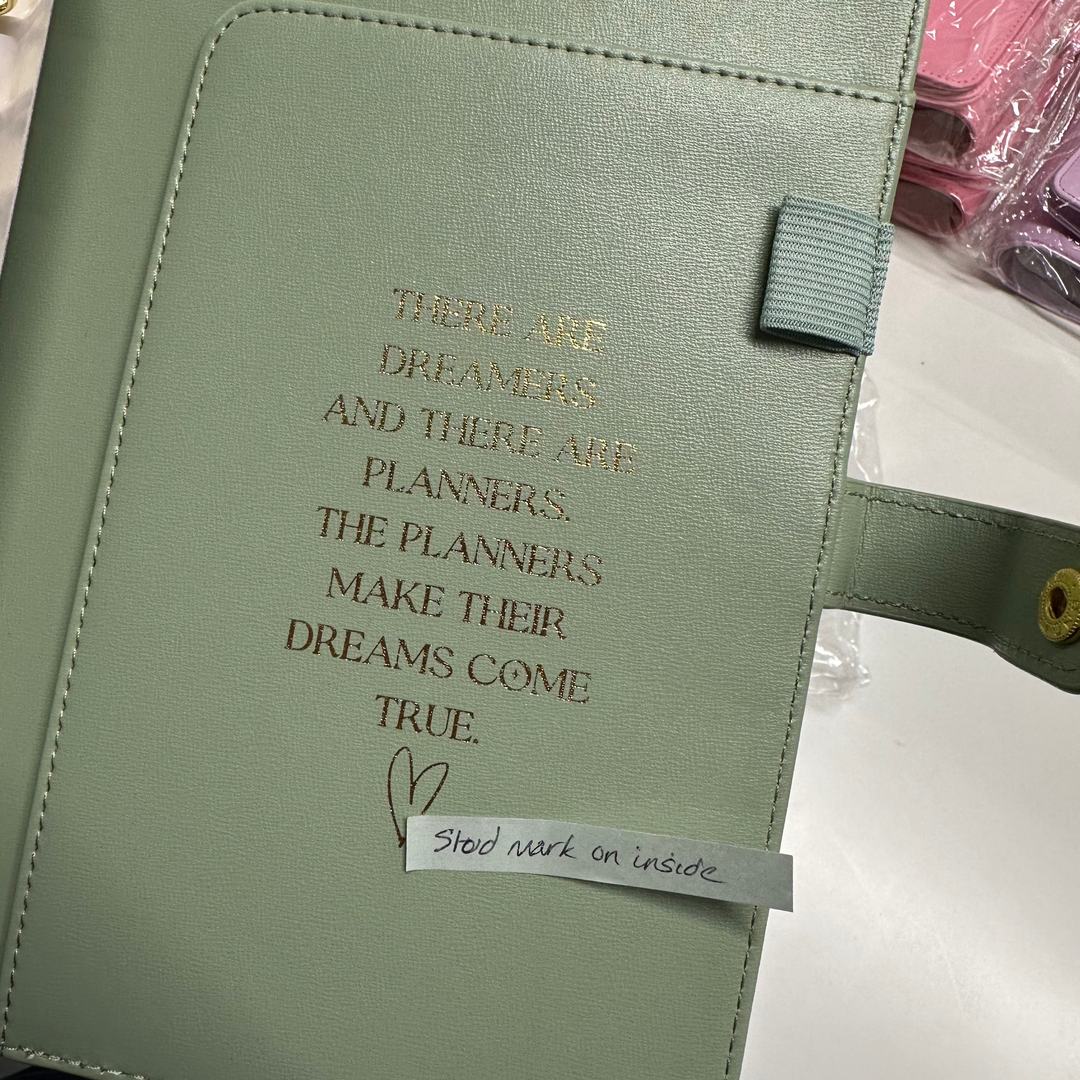 THERE ARE
DREAMERS
AND THERE ARE
PLANNERS.
THE PLANNERS
MAKE THEIR
DREAMS COME
TRUE.
Stud mark on inside